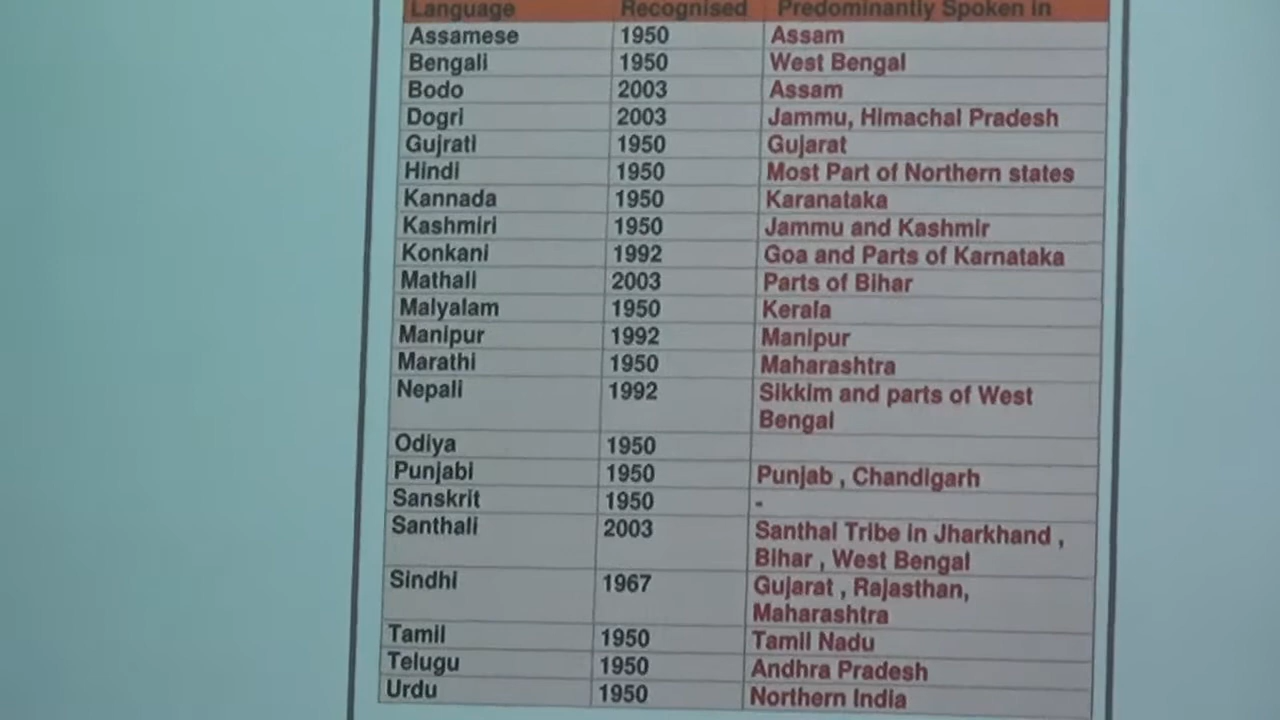 Language Recognised Predominantly Spoken in
Assamese 1950 Assam
Bengali 1950 West Bengal
Bodo 2003 Assam
Dogri 2003 Jammu, Himachal Pradesh
Gujrati 1950 Gujarat
Hindi 1950 Most Part of Northern states
Kannada 1950 Karanataka
Kashmiri 1950 Jammu and Kashmir
Konkani 1992 Goa and Parts of Karnataka
Mathali 2003 Parts of Bihar
Malyalam 1950 Kerala
Manipur 1992 Manipur
Marathi 1950 Maharashtra
Nepali 1992 Sikkim and parts of West
Bengal
Odiya 1950
Punjabi 1950 Punjab , Chandigarh
Sanskrit 1950 -
Santhali 2003 Santhal Tribe in Jharkhand ,
Bihar , West Bengal
Sindhi 1967 Gujarat , Rajasthan,
Maharashtra
Tamil 1950 Tamil Nadu
Telugu 1950 Andhra Pradesh
Urdu 1950 Northern India